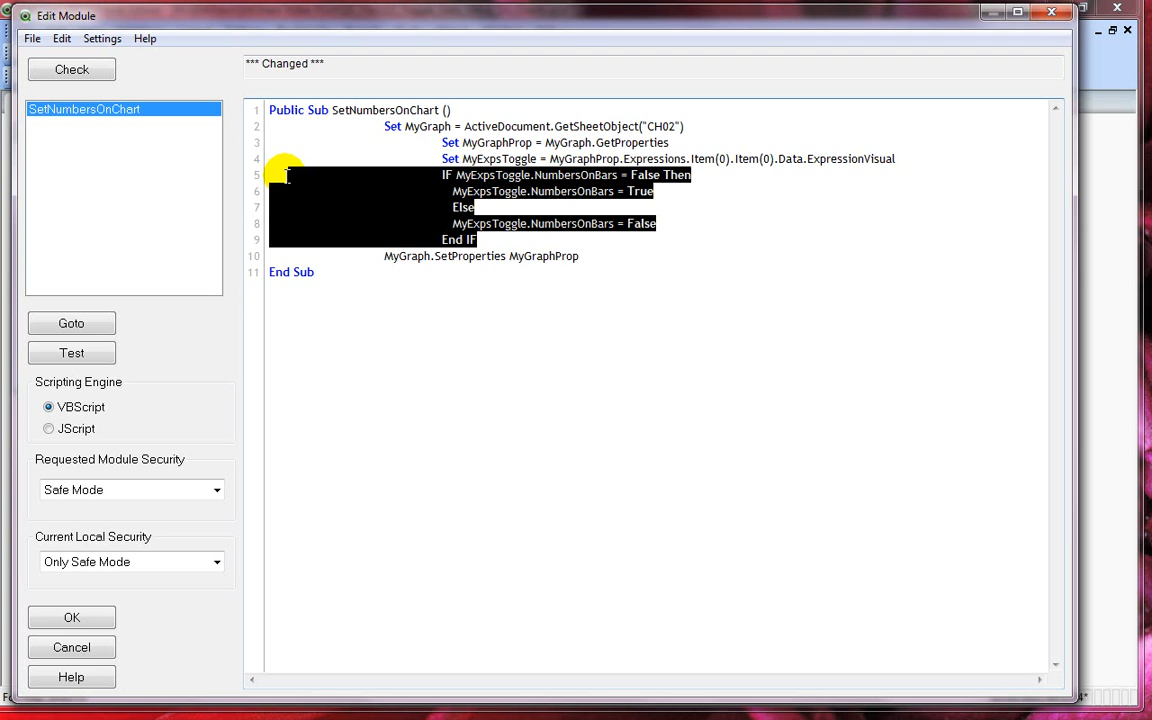 Edit Module
File Edit Settings Help
Check
*** Changed ***
SetNumbersOnChart
1 Public Sub SetNumbersOnChart ()
2 Set MyGraph = ActiveDocument.GetSheetObject("CH02")
3 Set MyGraphProp = MyGraph.GetProperties
4 Set MyExpsToggle = MyGraphProp.Expressions.Item(0).Item(0).Data.ExpressionVisual
5 IF MyExpsToggle.NumbersOnBars = False Then
6 MyExpsToggle.NumbersOnBars = True
7 Else
8 MyExpsToggle.NumbersOnBars = False
9 End IF
10 MyGraph.SetProperties MyGraphProp
11 End Sub
Goto
Test
Scripting Engine
VBScript
JScript
Requested Module Security
Safe Mode
Current Local Security
Only Safe Mode
OK
Cancel
Help